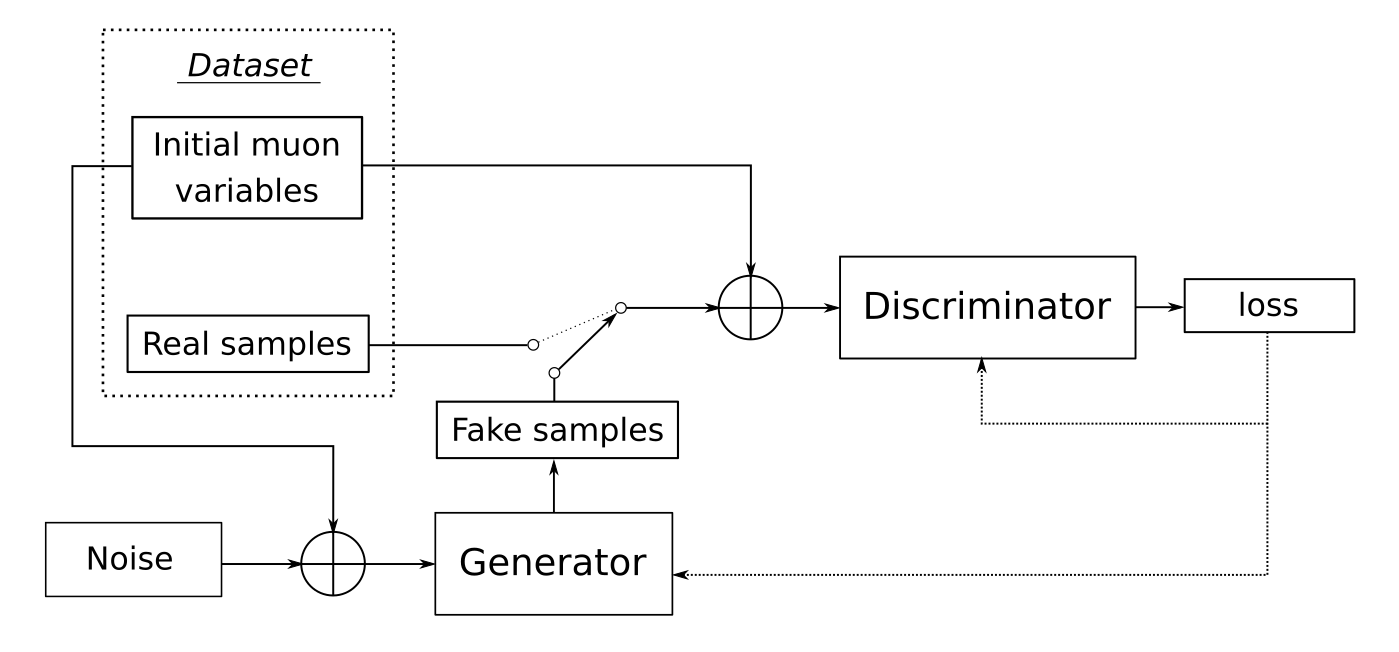 Dataset
Initial muon
variables
Real samples
Fake samples
Discriminator
loss
Noise
Generator